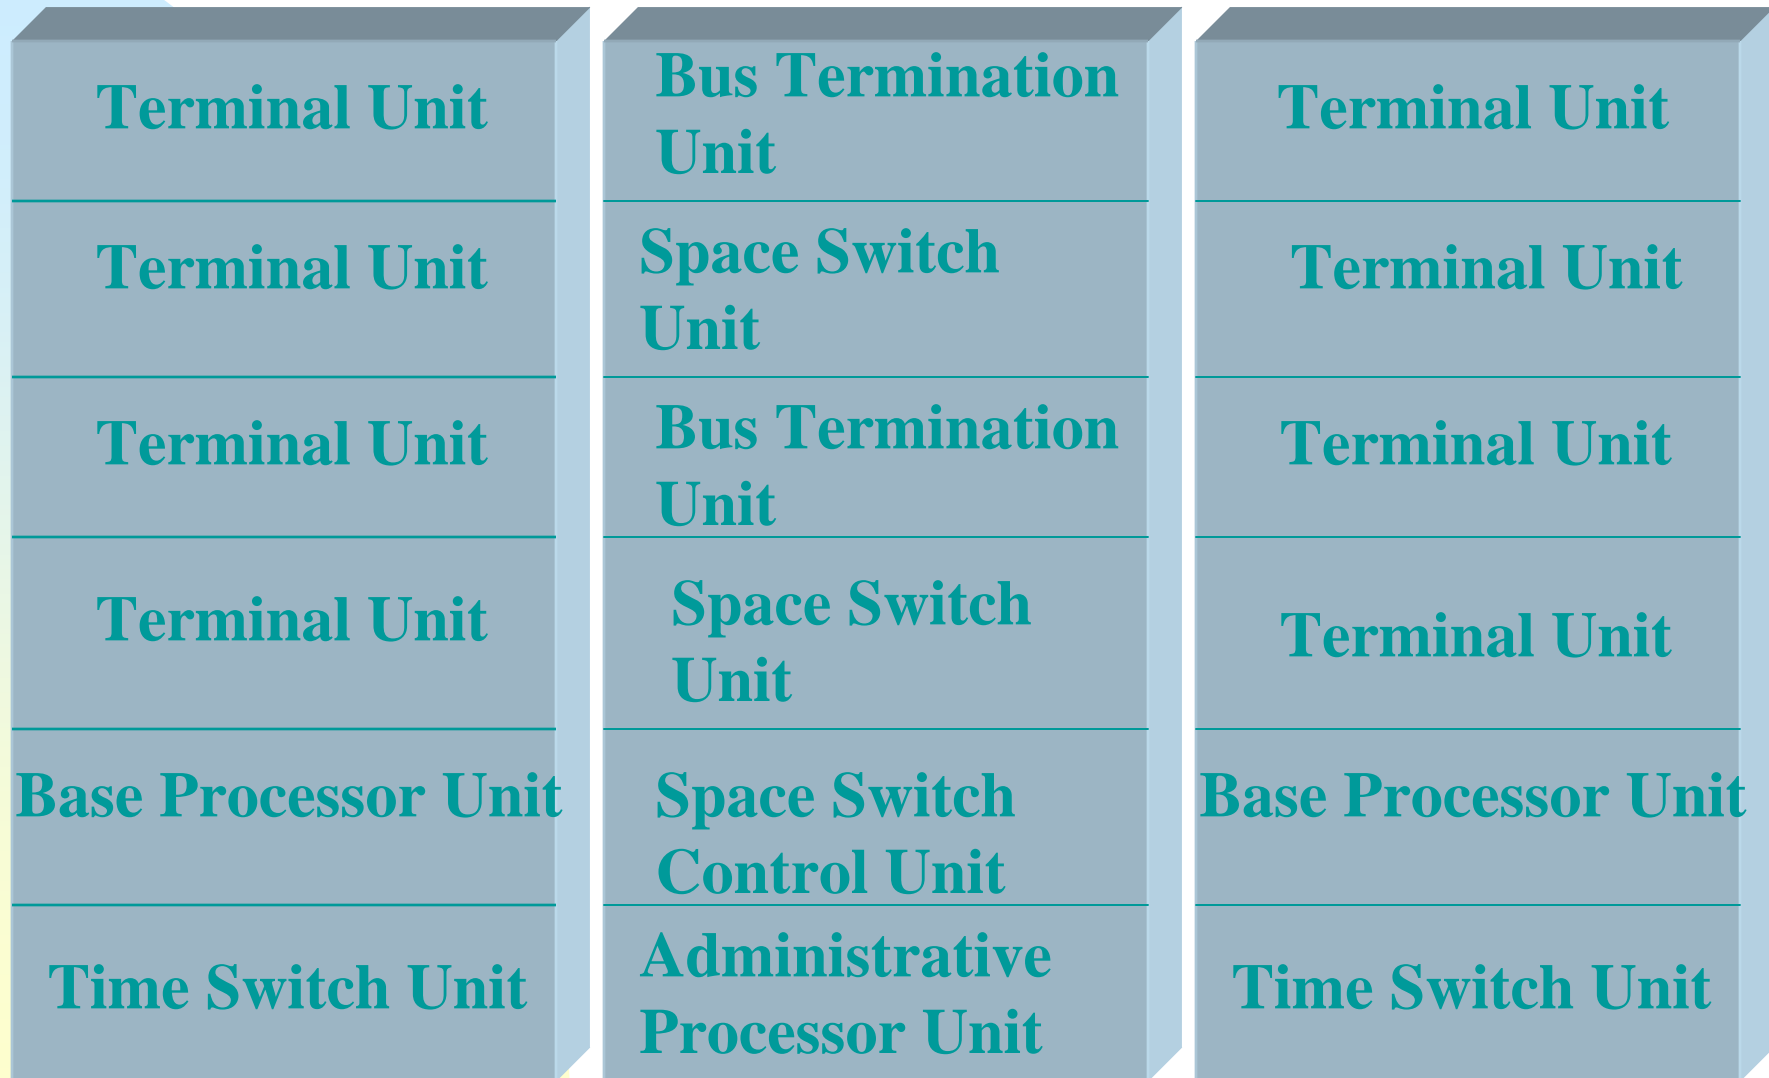 Terminal Unit
Terminal Unit
Terminal Unit
Terminal Unit
Base Processor Unit
Time Switch Unit
Bus Termination
Unit
Space Switch
Unit
Bus Termination
Unit
Space Switch
Unit
Space Switch
Control Unit
Administrative
Processor Unit
Terminal Unit
Terminal Unit
Terminal Unit
Terminal Unit
Base Processor Unit
Time Switch Unit